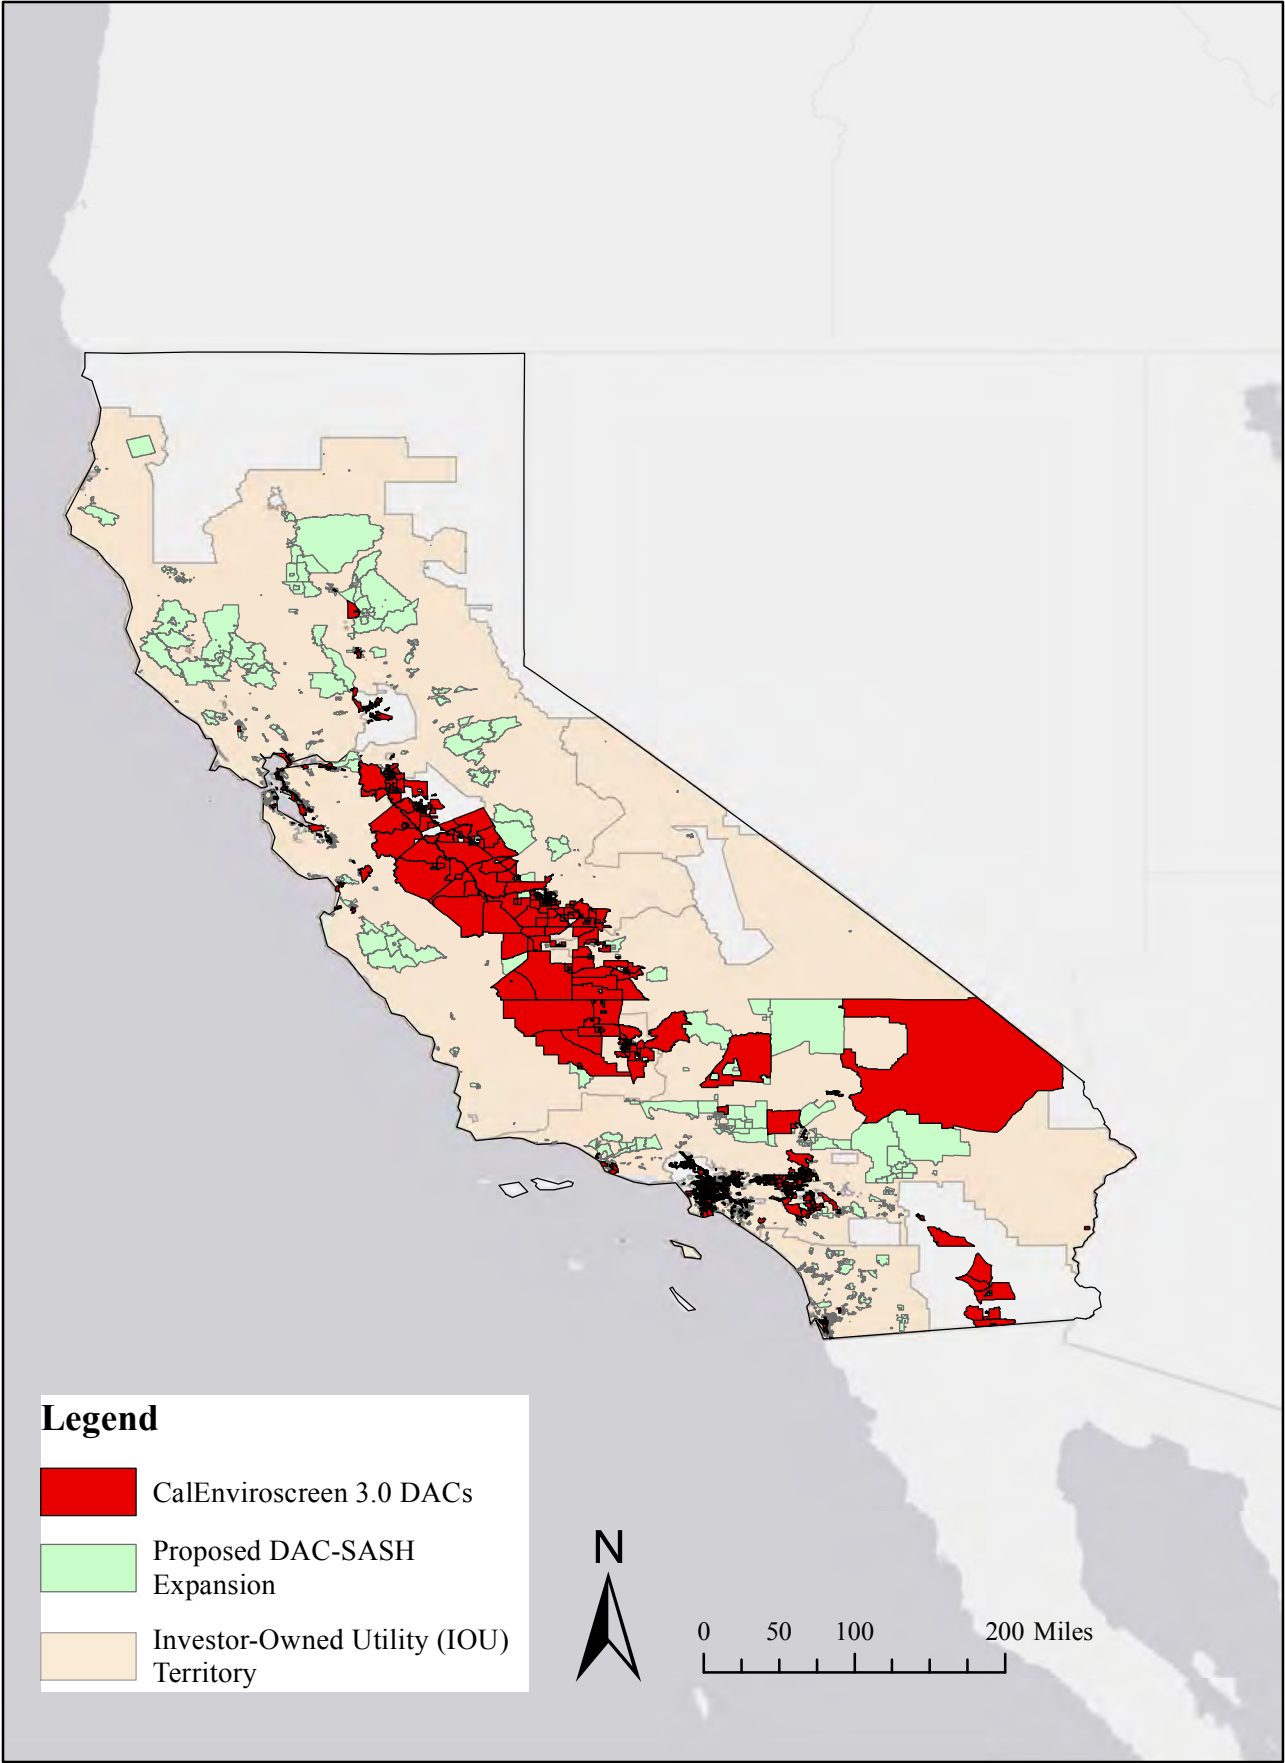 Legend
CalEnviroscreen 3.0 DACs
Proposed DAC-SASH
Expansion
Investor-Owned Utility (IOU)
Territory
N
0 50 100 200 Miles